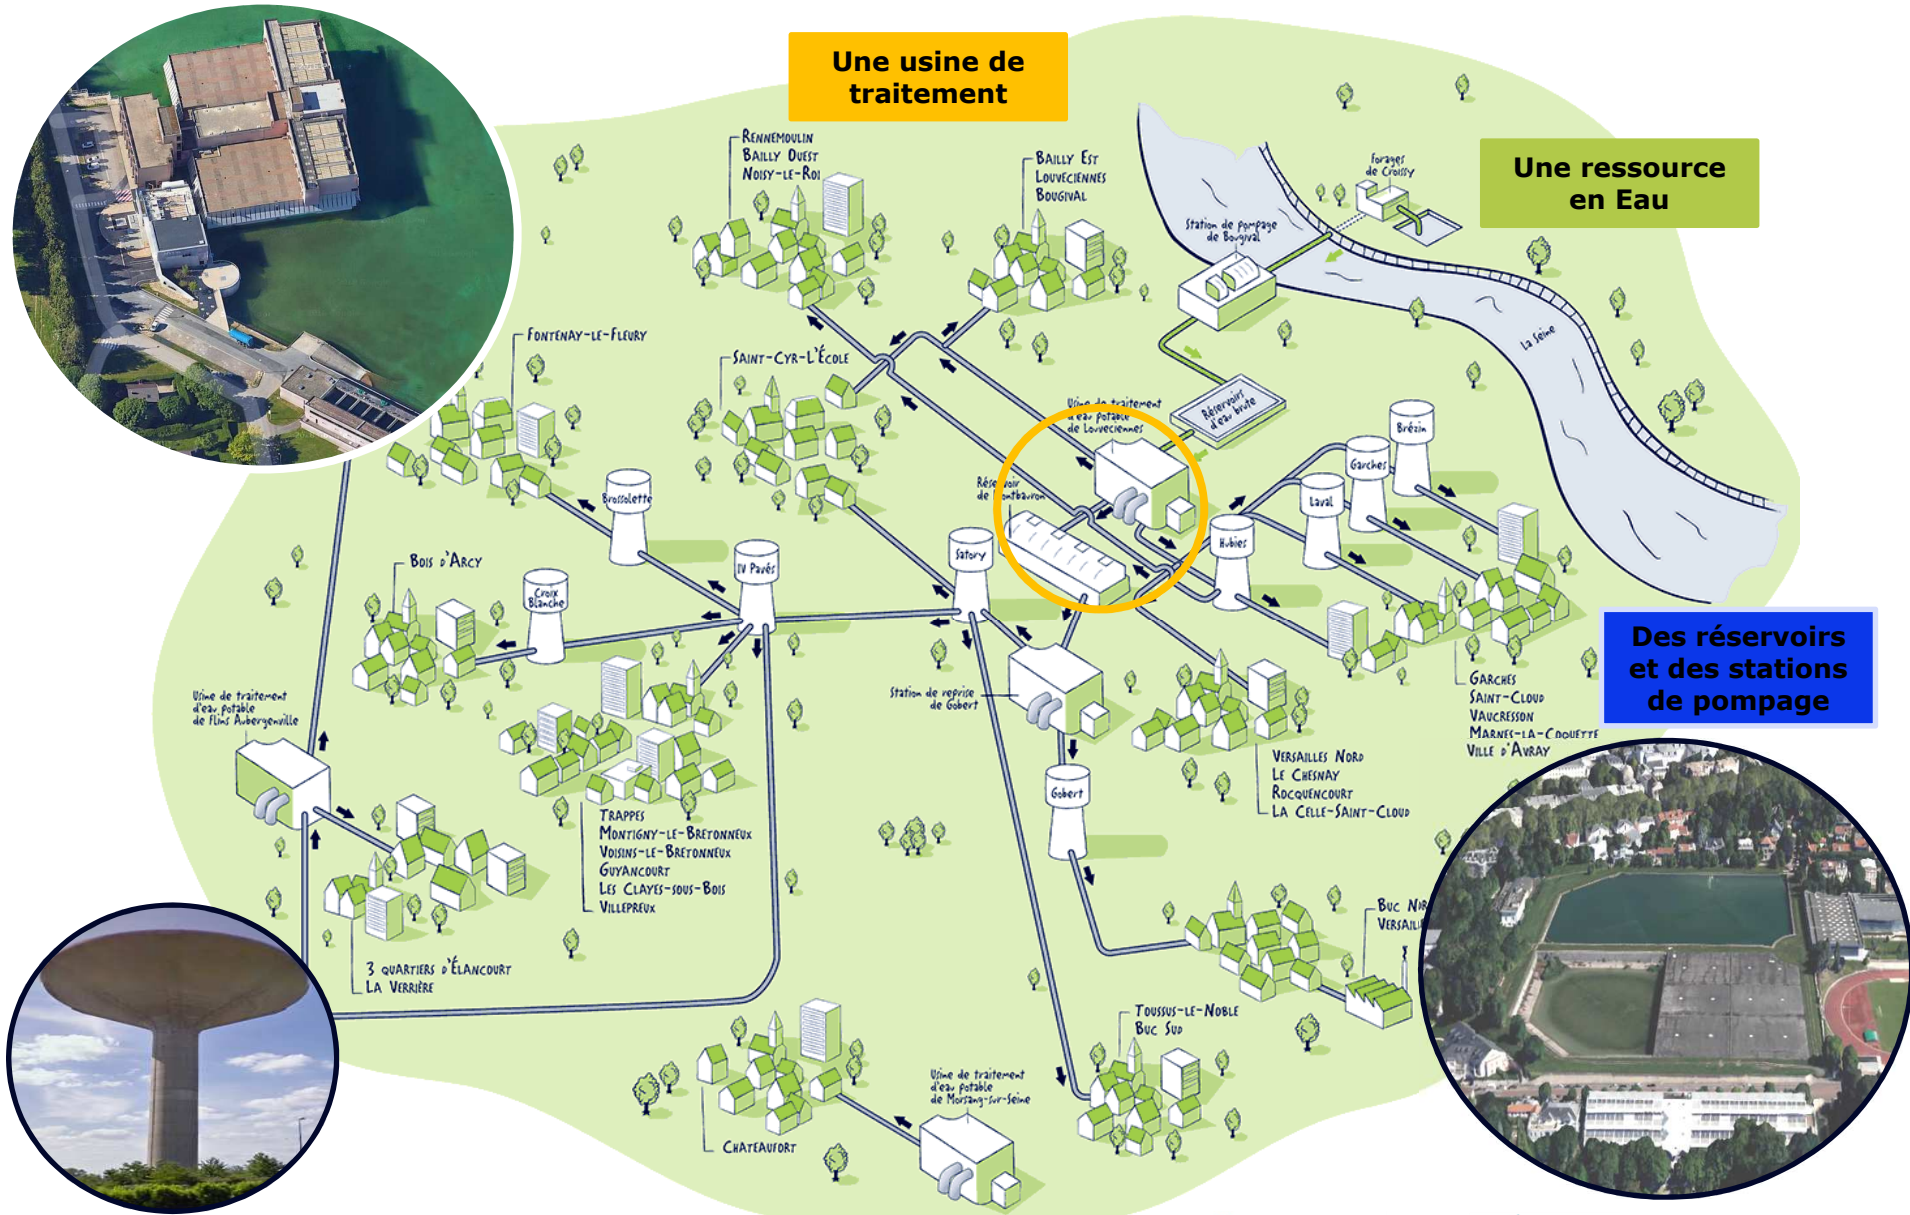 Une usine de
traitement
Une ressource
en Eau
Des réservoirs
et des stations
de pompage
RENNEMOULIN
BAILLY OUEST
NOISY-LE-ROI
BAILLY EST
LOUVECIENNES
BOUGIVAL
Forages
de Croissy
Station de pompage
de Bougival
La Seine
FONTENAY-LE-FLEURY
SAINT-CYR-L'ÉCOLE
Réservoirs
d'eau brute
Usine de traitement
d'eau potable
de Louveciennes
Brézin
Garches
Laval
Hubies
Réservoir
de Montbauron
Brossolette
Satory
IV Pavés
BOIS D'ARCY
Croix
Blanche
Usine de traitement
d'eau potable
de Flins Aubergenville
Station de reprise
de Gobert
GARCHES
SAINT-CLOUD
VAUCRESSON
MARNES-LA-COQUETTE
VILLE D'AVRAY
VERSAILLES NORD
LE CHESNAY
ROCQUENCOURT
LA CELLE-SAINT-CLOUD
Gobert
TRAPPES
MONTIGNY-LE-BRETONNEUX
VOISINS-LE-BRETONNEUX
GUYANCOURT
LES CLAYES-SOUS-BOIS
VILLEPREUX
BUC
3 QUARTIERS D'ÉLANCOURT
LA VERRIÈRE
TOUSSUS-LE-NOBLE
BUC SUD
Usine de traitement
d'eau potable
de Morsang-sur-Seine
CHATEAUFORT